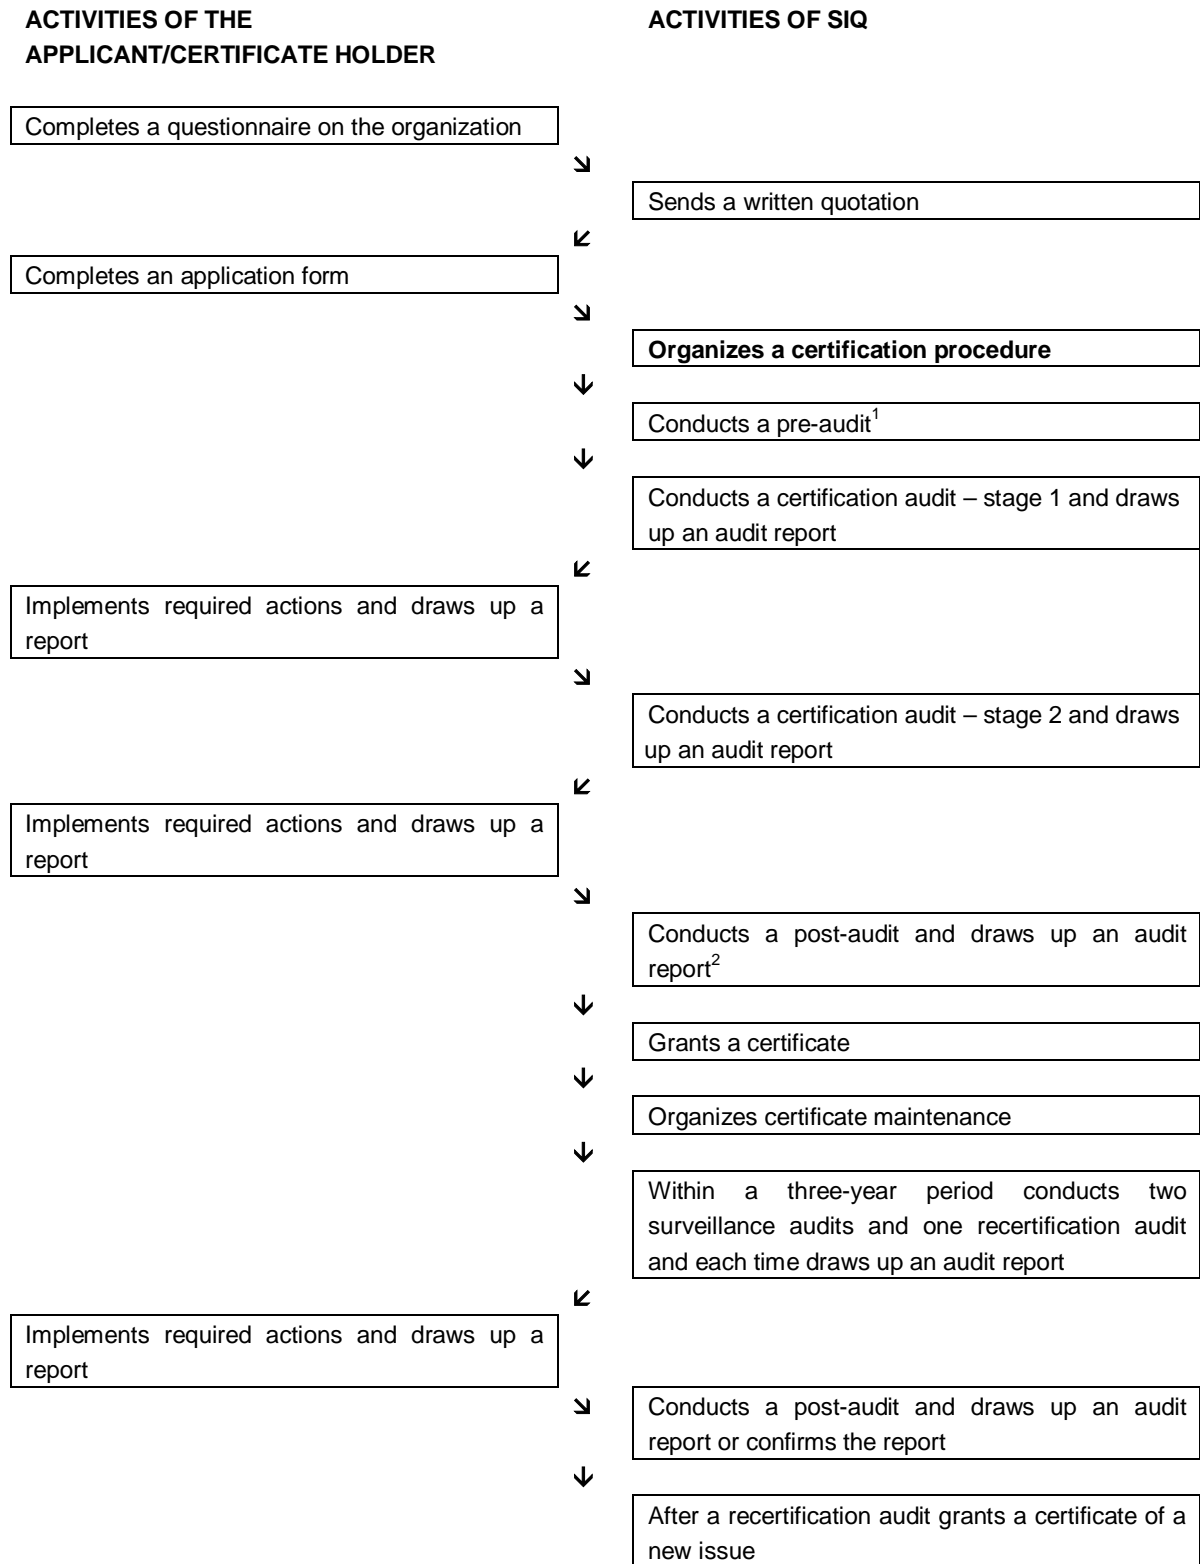 ACTIVITIES OF THE
APPLICANT/CERTIFICATE HOLDER
ACTIVITIES OF SIQ
Completes a questionnaire on the organization
Sends a written quotation
Completes an application form
Organizes a certification procedure
Conducts a pre-audit1
Conducts a certification audit – stage 1 and draws
up an audit report
Implements required actions and draws up a
report
Conducts a certification audit – stage 2 and draws
up an audit report
Implements required actions and draws up a
report
Conducts a post-audit and draws up an audit
report2
Grants a certificate
Organizes certificate maintenance
Within a three-year period conducts two
surveillance audits and one recertification audit
and each time draws up an audit report
Implements required actions and draws up a
report
Conducts a post-audit and draws up an audit
report or confirms the report
After a recertification audit grants a certificate of a
new issue